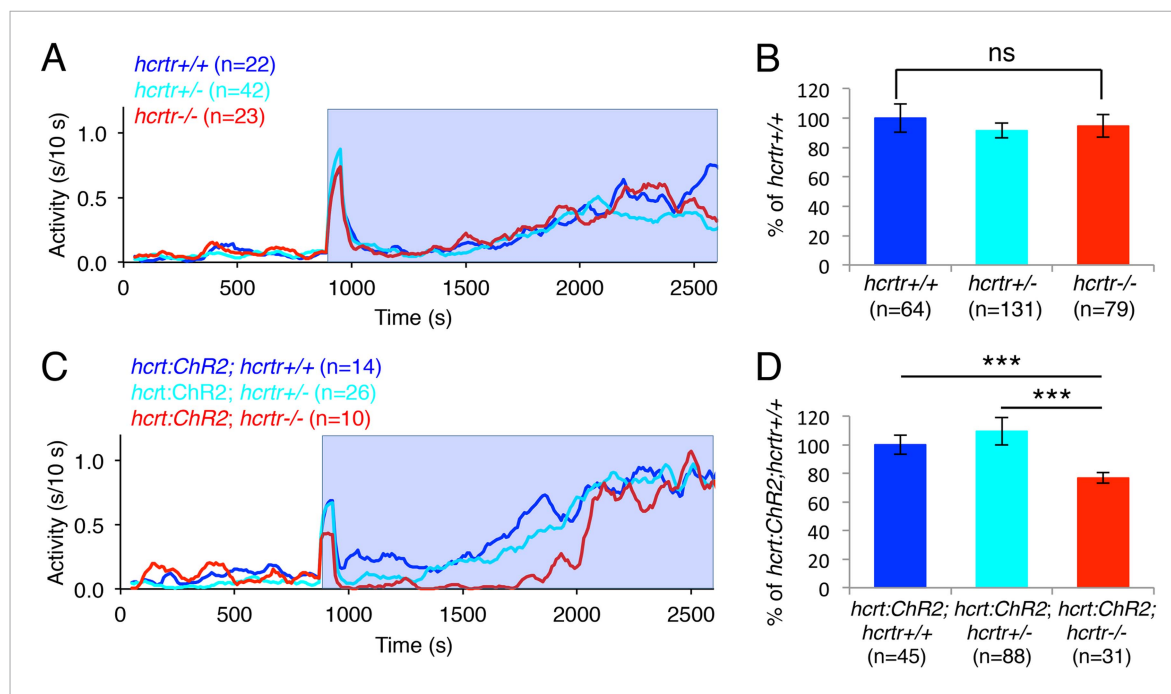 A
hcrtr+/+ (n=22)
hcrtr+/- (n=42)
hcrtr-/- (n=23)
Activity (s/10 s)
1.0
0.5
0.0
0 500 1000 1500 2000 2500
Time (s)
B
ns
% of hcrtr+/+
120
100
80
60
40
20
0
hcrtr+/+ hcrtr+/- hcrtr-/-
(n=64) (n=131) (n=79)
C
hcrt:ChR2; hcrtr+/+ (n=14)
hcrt:ChR2; hcrtr+/- (n=26)
hcrt:ChR2; hcrtr-/- (n=10)
Activity (s/10 s)
1.0
0.5
0.0
0 500 1000 1500 2000 2500
Time (s)
D
***
***
% of hcrt:ChR2;hcrtr+/+
120
100
80
60
40
20
0
hcrt:ChR2; hcrt:ChR2; hcrt:ChR2;
hcrtr+/+ hcrtr+/- hcrtr-/-
(n=45) (n=88) (n=31)